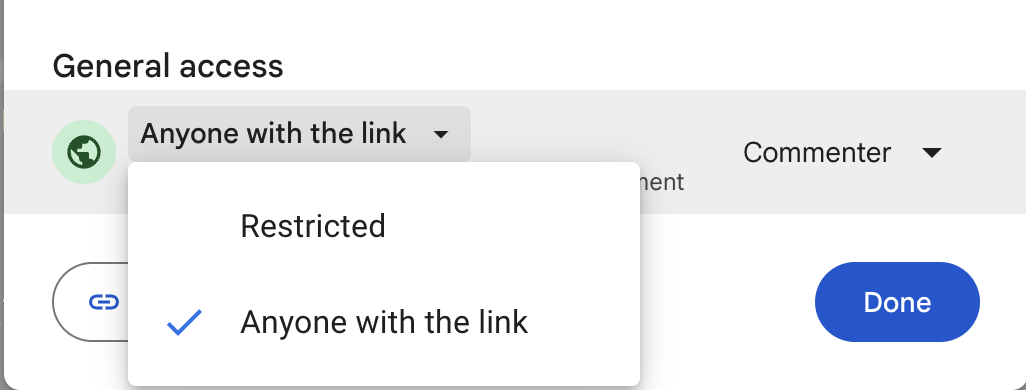 General access
Anyone with the link
Commenter
Restricted
Anyone with the link
Done